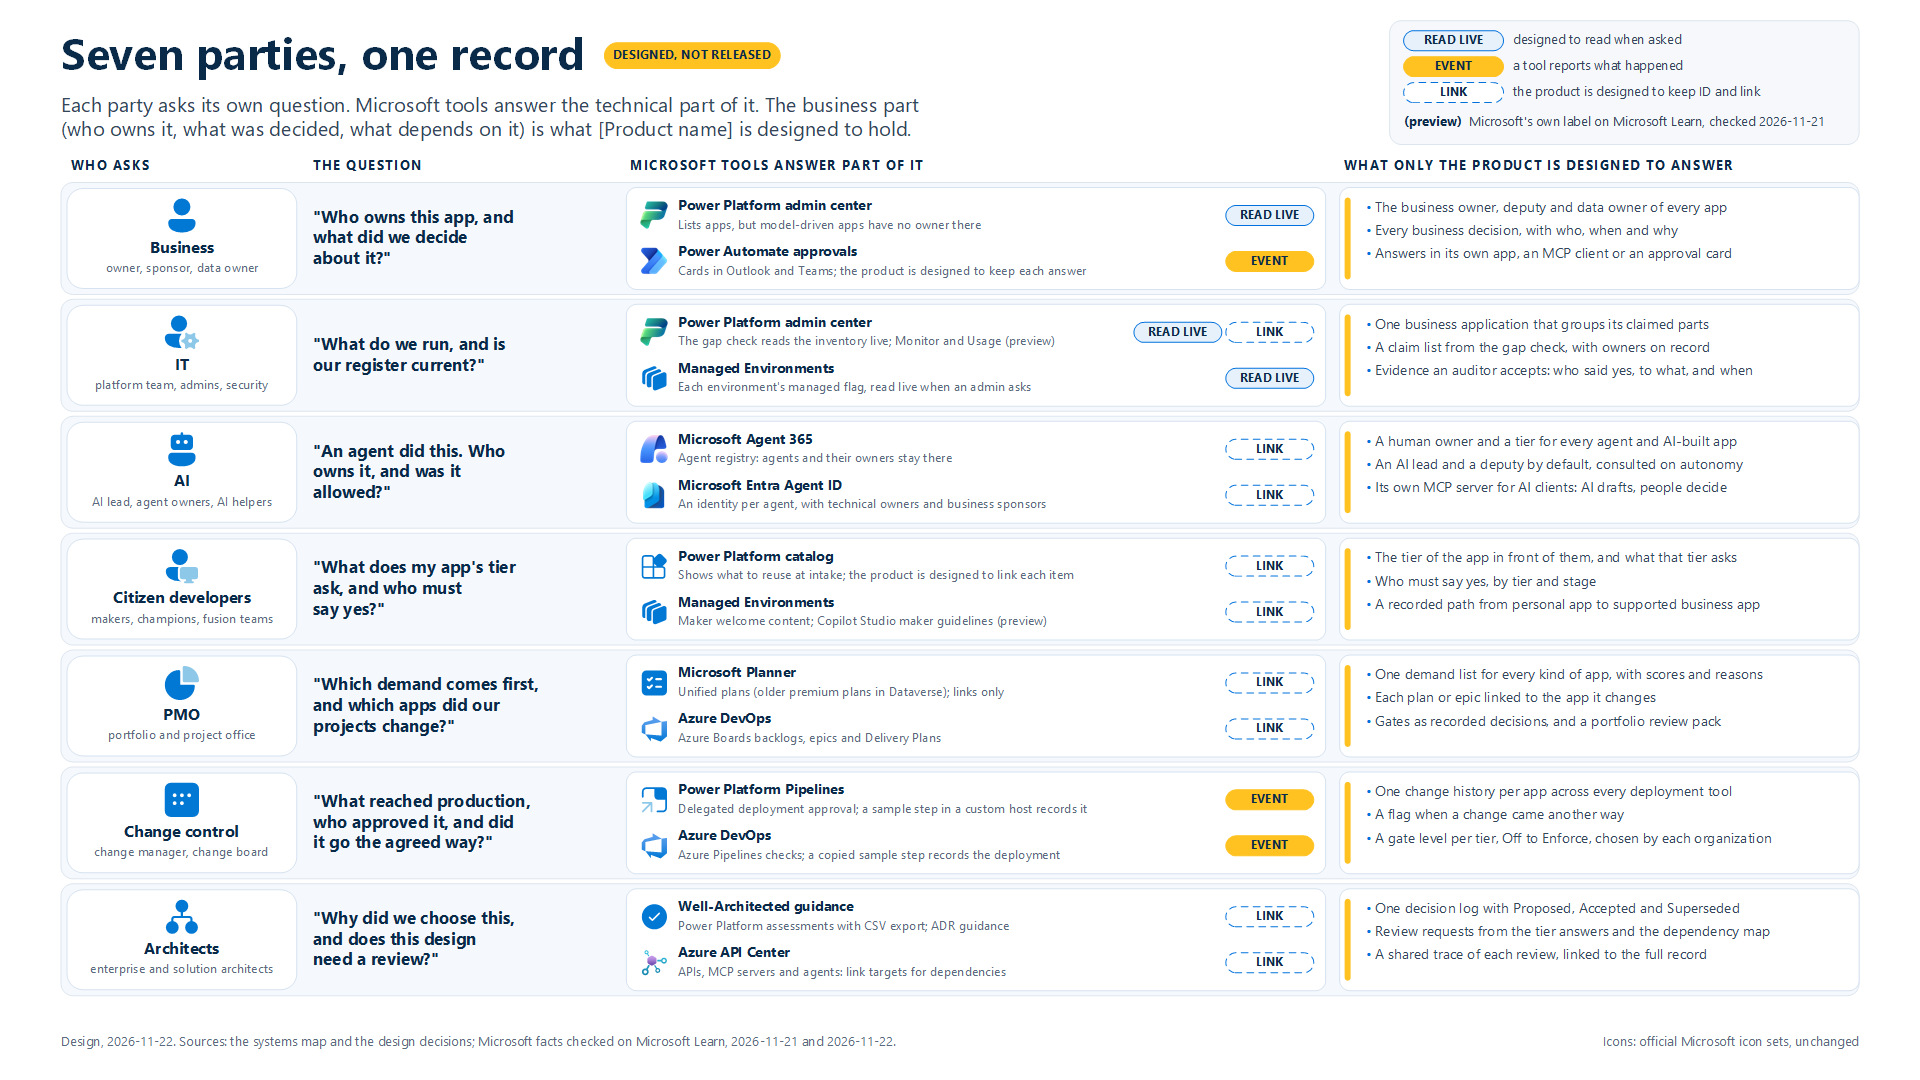 Seven parties, one record
DESIGNED, NOT RELEASED
Each party asks its own question. Microsoft tools answer the technical part of it. The business part
(who owns it, what was decided, what depends on it) is what [Product name] is designed to hold.
READ LIVE designed to read when asked
EVENT a tool reports what happened
LINK the product is designed to keep ID and link
(preview) Microsoft's own label on Microsoft Learn, checked 2026-11-21
WHO ASKS
THE QUESTION
MICROSOFT TOOLS ANSWER PART OF IT
WHAT ONLY THE PRODUCT IS DESIGNED TO ANSWER
Business
owner, sponsor, data owner
"Who owns this app, and
what did we decide
about it?"
Power Platform admin center
Lists apps, but model-driven apps have no owner there
READ LIVE
Power Automate approvals
Cards in Outlook and Teams; the product is designed to keep each answer
EVENT
• The business owner, deputy and data owner of every app
• Every business decision, with who, when and why
• Answers in its own app, an MCP client or an approval card
IT
platform team, admins, security
"What do we run, and is
our register current?"
Power Platform admin center
The gap check reads the inventory live; Monitor and Usage (preview)
READ LIVE LINK
Managed Environments
Each environment's managed flag, read live when an admin asks
READ LIVE
• One business application that groups its claimed parts
• A claim list from the gap check, with owners on record
• Evidence an auditor accepts: who said yes, to what, and when
AI
AI lead, agent owners, AI helpers
"An agent did this. Who
owns it, and was it
allowed?"
Microsoft Agent 365
Agent registry: agents and their owners stay there
LINK
Microsoft Entra Agent ID
An identity per agent, with technical owners and business sponsors
LINK
• A human owner and a tier for every agent and AI-built app
• An AI lead and a deputy by default, consulted on autonomy
• Its own MCP server for AI clients: AI drafts, people decide
Citizen developers
makers, champions, fusion teams
"What does my app's tier
ask, and who must
say yes?"
Power Platform catalog
Shows what to reuse at intake; the product is designed to link each item
LINK
Managed Environments
Maker welcome content; Copilot Studio maker guidelines (preview)
LINK
• The tier of the app in front of them, and what that tier asks
• Who must say yes, by tier and stage
• A recorded path from personal app to supported business app
PMO
portfolio and project office
"Which demand comes first,
and which apps did our
projects change?"
Microsoft Planner
Unified plans (older premium plans in Dataverse); links only
LINK
Azure DevOps
Azure Boards backlogs, epics and Delivery Plans
LINK
• One demand list for every kind of app, with scores and reasons
• Each plan or epic linked to the app it changes
• Gates as recorded decisions, and a portfolio review pack
Change control
change manager, change board
"What reached production,
who approved it, and did
it go the agreed way?"
Power Platform Pipelines
Delegated deployment approval; a sample step in a custom host records it
EVENT
Azure DevOps
Azure Pipelines checks; a copied sample step records the deployment
EVENT
• One change history per app across every deployment tool
• A flag when a change came another way
• A gate level per tier, Off to Enforce, chosen by each organization
Architects
enterprise and solution architects
"Why did we choose this,
and does this design
need a review?"
Well-Architected guidance
Power Platform assessments with CSV export; ADR guidance
LINK
Azure API Center
APIs, MCP servers and agents: link targets for dependencies
LINK
• One decision log with Proposed, Accepted and Superseded
• Review requests from the tier answers and the dependency map
• A shared trace of each review, linked to the full record
Design, 2026-11-22. Sources: the systems map and the design decisions; Microsoft facts checked on Microsoft Learn, 2026-11-21 and 2026-11-22.
Icons: official Microsoft icon sets, unchanged